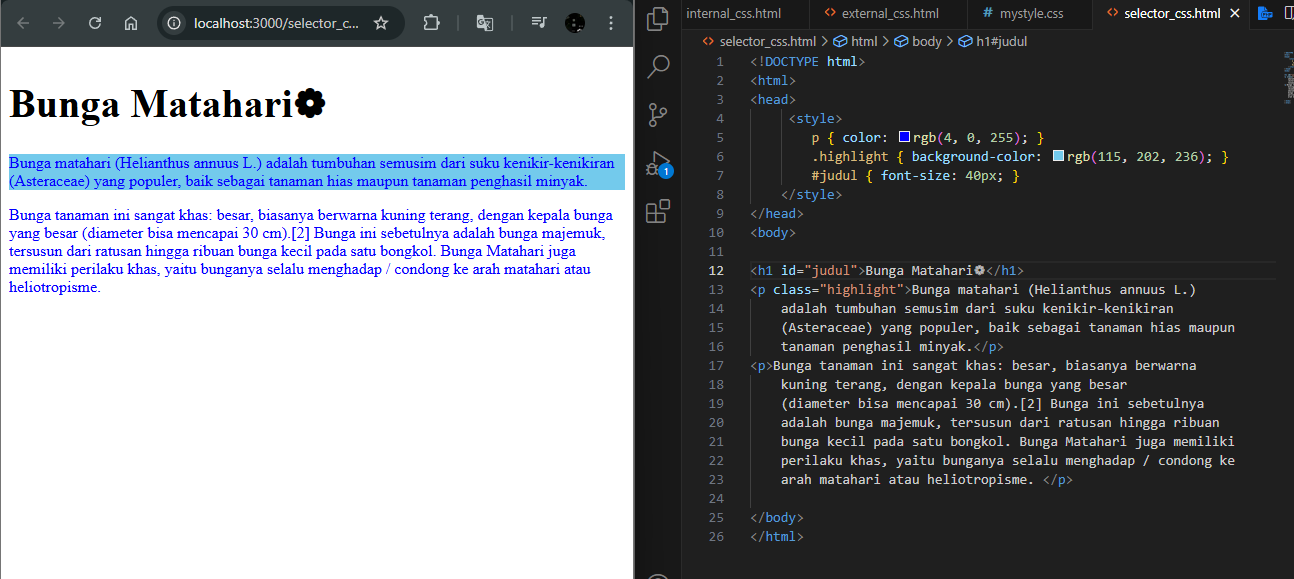 localhost:3000/selector_c...
Bunga Matahari❁
Bunga matahari (Helianthus annuus L.) adalah tumbuhan semusim dari suku kenikir-kenikiran
(Asteraceae) yang populer, baik sebagai tanaman hias maupun tanaman penghasil minyak.
Bunga tanaman ini sangat khas: besar, biasanya berwarna kuning terang, dengan kepala bunga
yang besar (diameter bisa mencapai 30 cm).[2] Bunga ini sebetulnya adalah bunga majemuk,
tersusun dari ratusan hingga ribuan bunga kecil pada satu bongkol. Bunga Matahari juga
memiliki perilaku khas, yaitu bunganya selalu menghadap / condong ke arah matahari atau
heliotropisme.
1
internal_css.html <> external_css.html # mystyle.css <> selector_css.html
<> selector_css.html > html > body > h1#judul
1 <!DOCTYPE html>
2 <html>
3 <head>
4 <style>
5 p { color: rgb(4, 0, 255); }
6 .highlight { background-color: rgb(115, 202, 236); }
7 #judul { font-size: 40px; }
8 </style>
9 </head>
10 <body>
11
12 <h1 id="judul">Bunga Matahari❁</h1>
13 <p class="highlight">Bunga matahari (Helianthus annuus L.)
14 adalah tumbuhan semusim dari suku kenikir-kenikiran
15 (Asteraceae) yang populer, baik sebagai tanaman hias maupun
16 tanaman penghasil minyak.</p>
17 <p>Bunga tanaman ini sangat khas: besar, biasanya berwarna
18 kuning terang, dengan kepala bunga yang besar
19 (diameter bisa mencapai 30 cm).[2] Bunga ini sebetulnya
20 adalah bunga majemuk, tersusun dari ratusan hingga ribuan
21 bunga kecil pada satu bongkol. Bunga Matahari juga memiliki
22 perilaku khas, yaitu bunganya selalu menghadap / condong ke
23 arah matahari atau heliotropisme. </p>
24
25 </body>
26 </html>